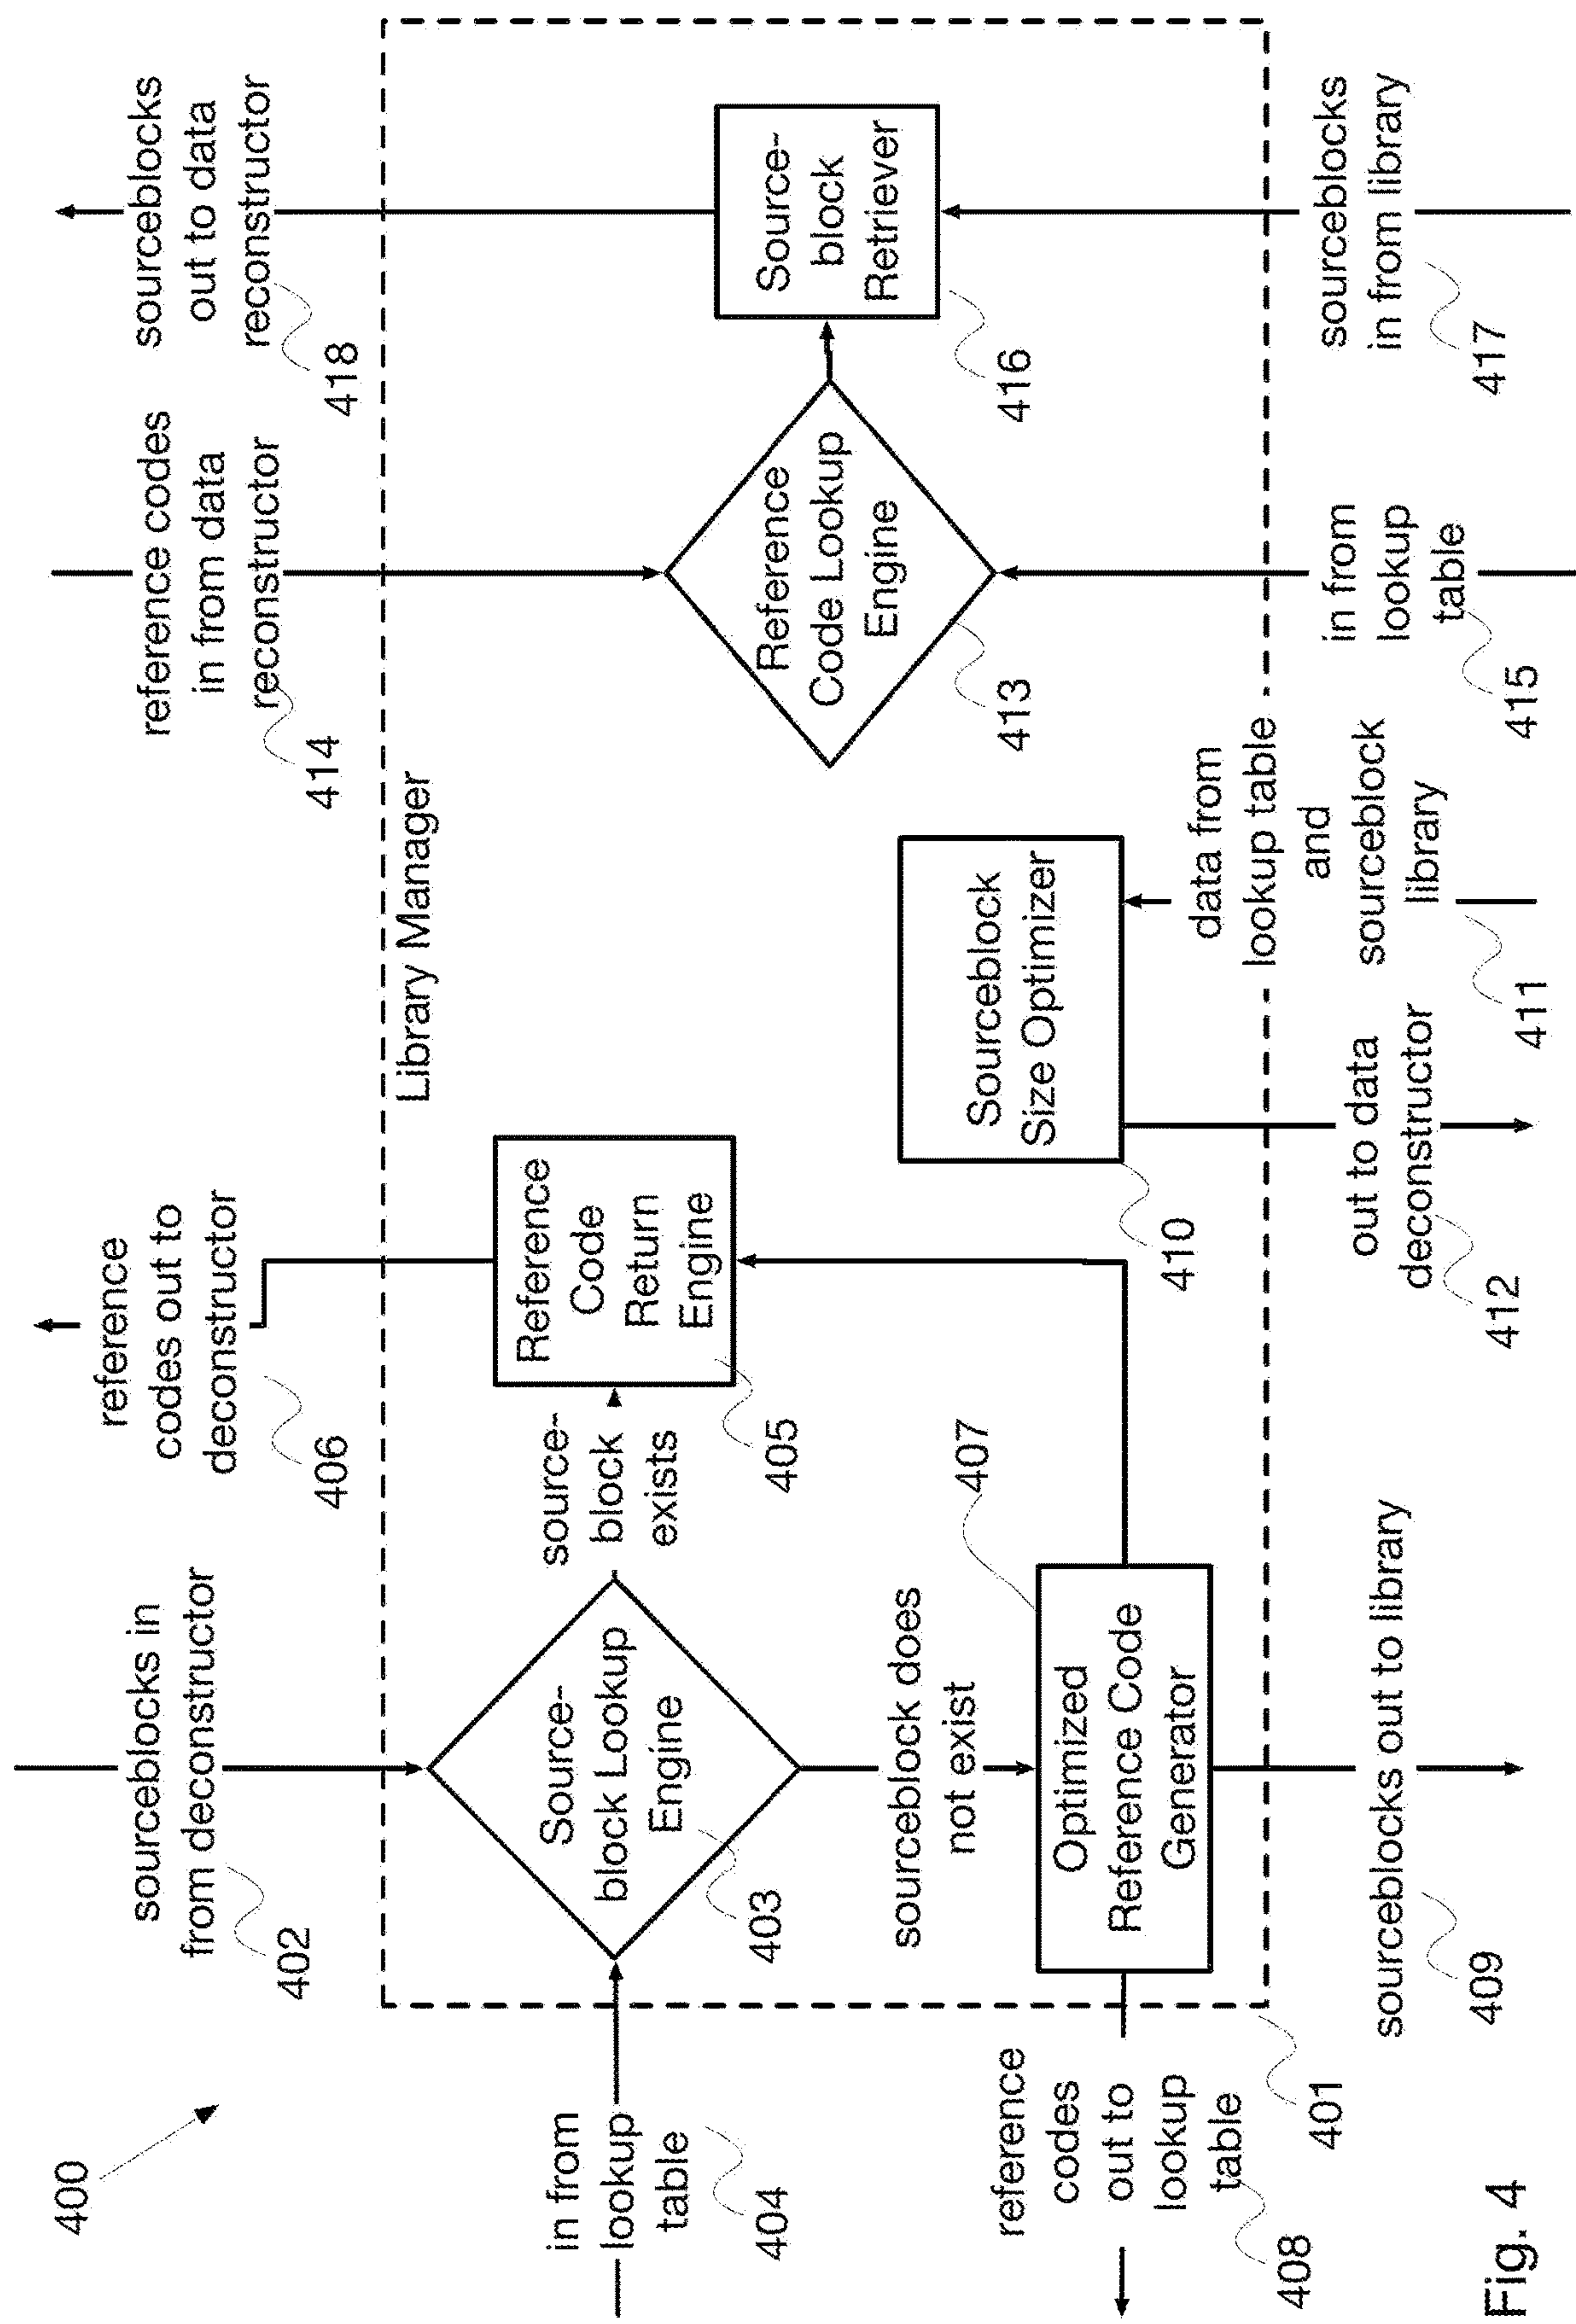 400
sourceblocks in
from deconstructor
402
reference
codes out to
deconstructor
406
reference codes
in from data
reconstructor
414
sourceblocks
out to data
reconstructor
418
Library Manager
in from
lookup
table
404
Source-
block Lookup
Engine
403
source-
block
exists
Reference
Code
Return
Engine
405
sourceblock does
not exist
407
Optimized
Reference Code
Generator
reference
codes
out to
lookup
table
408
401
sourceblocks out to library
409
Sourceblock
Size Optimizer
410
out to data
deconstructor
412
data from
lookup table
and
sourceblock
library
411
Reference
Code Lookup
Engine
413
in from
lookup
table
415
Source-
block
Retriever
416
sourceblocks
in from library
417
Fig. 4